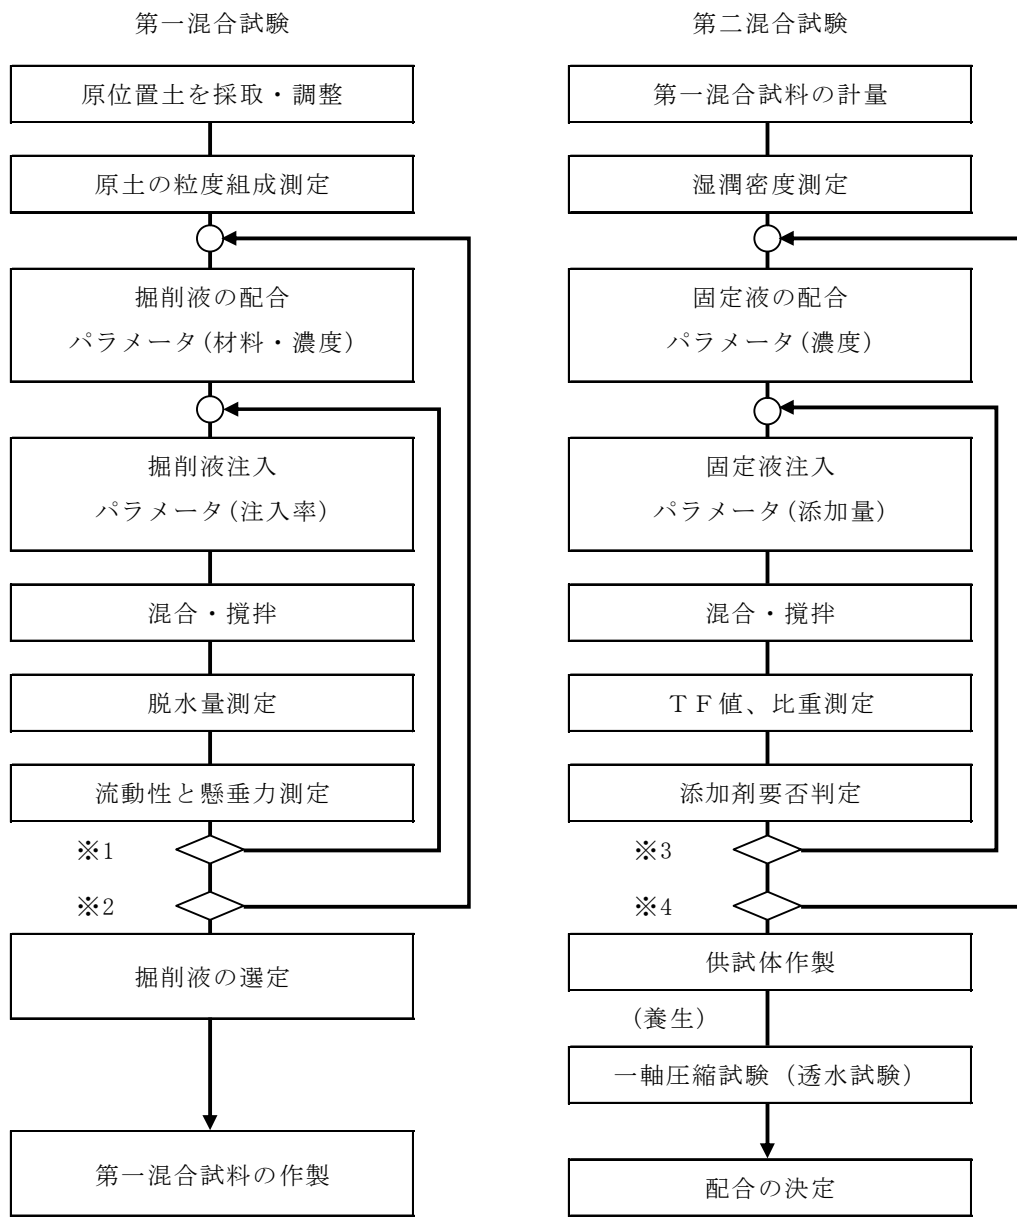 第一混合試験
原位置土を採取・調整
原土の粒度組成測定
掘削液の配合
パラメータ(材料・濃度)
掘削液注入
パラメータ(注入率)
混合・撹拌
脱水量測定
流動性と懸垂力測定
※1
※2
掘削液の選定
第一混合試料の作製
第二混合試験
第一混合試料の計量
湿潤密度測定
固定液の配合
パラメータ(濃度)
固定液注入
パラメータ(添加量)
混合・撹拌
ＴＦ値、比重測定
添加剤要否判定
※3
※4
供試体作製
(養生)
一軸圧縮試験 (透水試験)
配合の決定